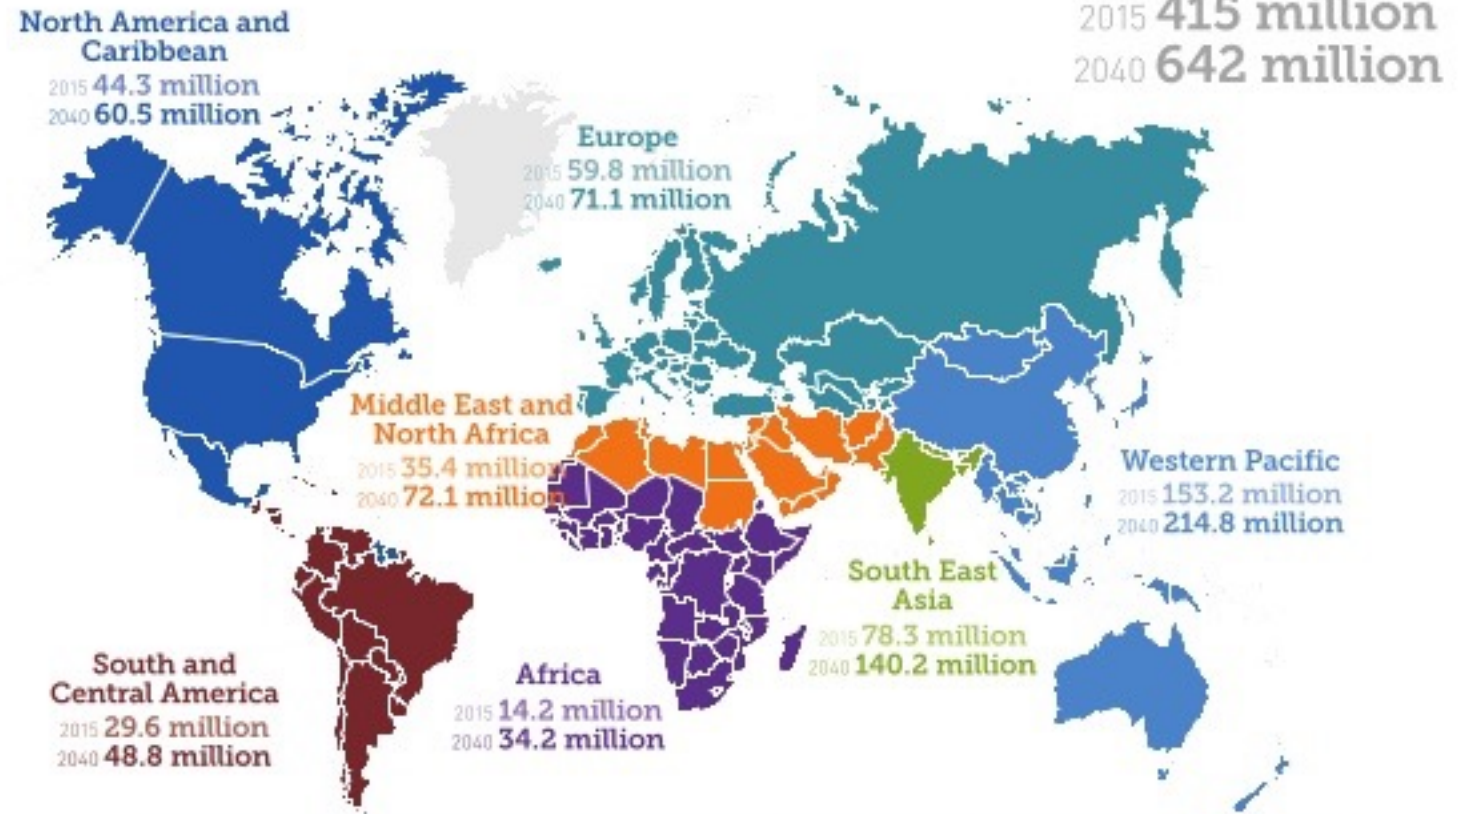 North America and
Caribbean
2015 44.3 million
2040 60.5 million
2015 415 million
2040 642 million
Europe
2015 59.8 million
2040 71.1 million
Middle East and
North Africa
2015 35.4 million
2040 72.1 million
Western Pacific
2015 153.2 million
2040 214.8 million
South East
Asia
2015 78.3 million
2040 140.2 million
South and
Central America
2015 29.6 million
2040 48.8 million
Africa
2015 14.2 million
2040 34.2 million